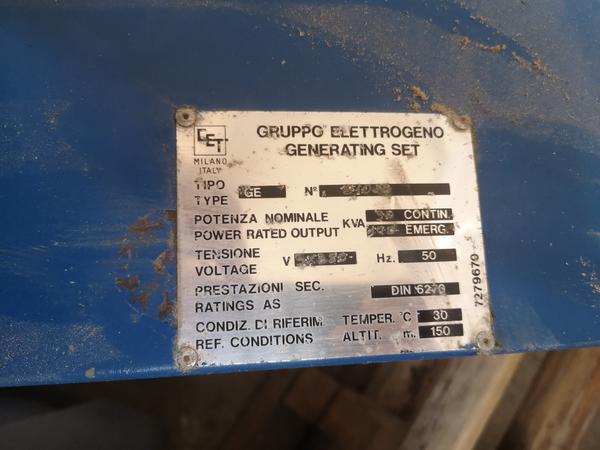 CET
MILANO
ITALY
GRUPPO ELETTROGENO
GENERATING SET
TIPO
TYPE
GE
Nº
POTENZA NOMINALE
POWER RATED OUTPUT
KVA
CONTIN.
EMERG.
TENSIONE
VOLTAGE
V
Hz.
50
PRESTAZIONI SEC.
RATINGS AS
DIN 6270
CONDIZ. DI RIFERIM.
REF. CONDITIONS
TEMPER. °C 30
ALTIT. m. 150
7279670